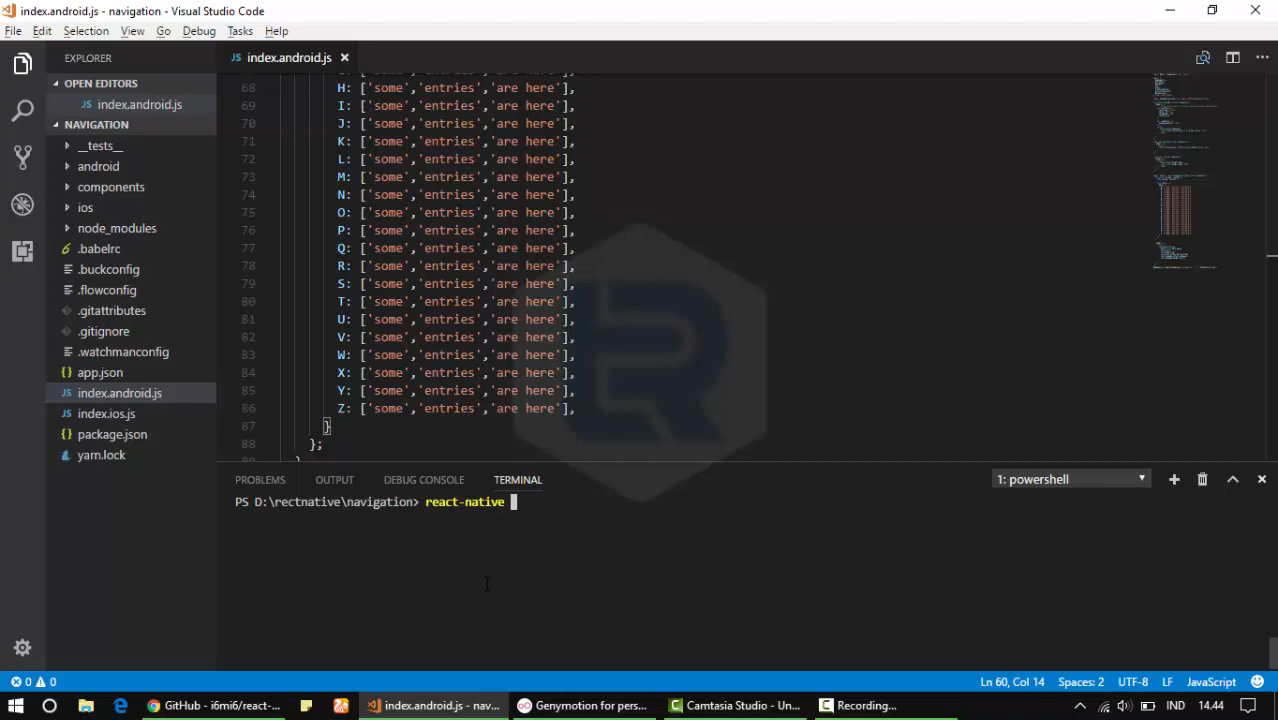 index.android.js - navigation - Visual Studio Code
File Edit Selection View Go Debug Tasks Help
EXPLORER
JS index.android.js
OPEN EDITORS
JS index.android.js
NAVIGATION
__tests__
android
components
ios
node_modules
.babelrc
.buckconfig
.flowconfig
.gitattributes
.gitignore
.watchmanconfig
app.json
JS index.android.js
JS index.ios.js
package.json
yarn.lock
68 H: ['some','entries','are here'],
69 I: ['some','entries','are here'],
70 J: ['some','entries','are here'],
71 K: ['some','entries','are here'],
72 L: ['some','entries','are here'],
73 M: ['some','entries','are here'],
74 N: ['some','entries','are here'],
75 O: ['some','entries','are here'],
76 P: ['some','entries','are here'],
77 Q: ['some','entries','are here'],
78 R: ['some','entries','are here'],
79 S: ['some','entries','are here'],
80 T: ['some','entries','are here'],
81 U: ['some','entries','are here'],
82 V: ['some','entries','are here'],
83 W: ['some','entries','are here'],
84 X: ['some','entries','are here'],
85 Y: ['some','entries','are here'],
86 Z: ['some','entries','are here'],
87 }
88 };
PROBLEMS OUTPUT DEBUG CONSOLE TERMINAL 1: powershell
PS D:\rectnative\navigation> react-native
0 0 Ln 60, Col 14 Spaces: 2 UTF-8 LF JavaScript
GitHub - i6mi6/react-... index.android.js - nav... Genymotion for pers... Camtasia Studio - Un... Recording... IND 14.44